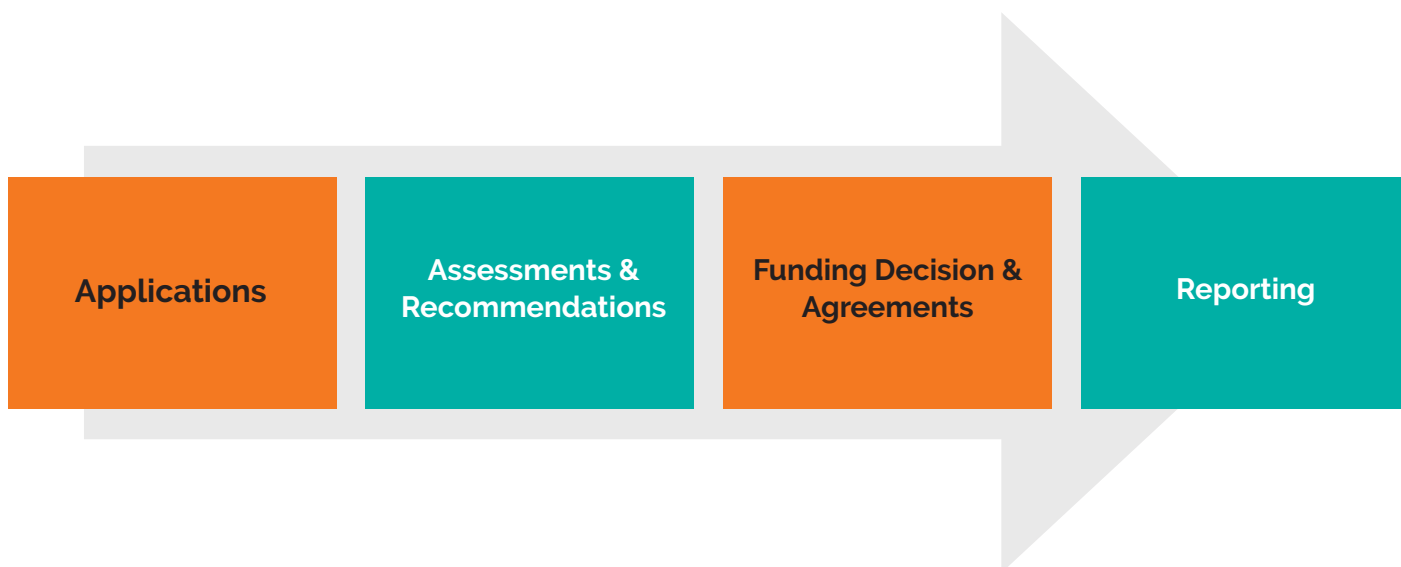 Applications
Assessments &
Recommendations
Funding Decision &
Agreements
Reporting